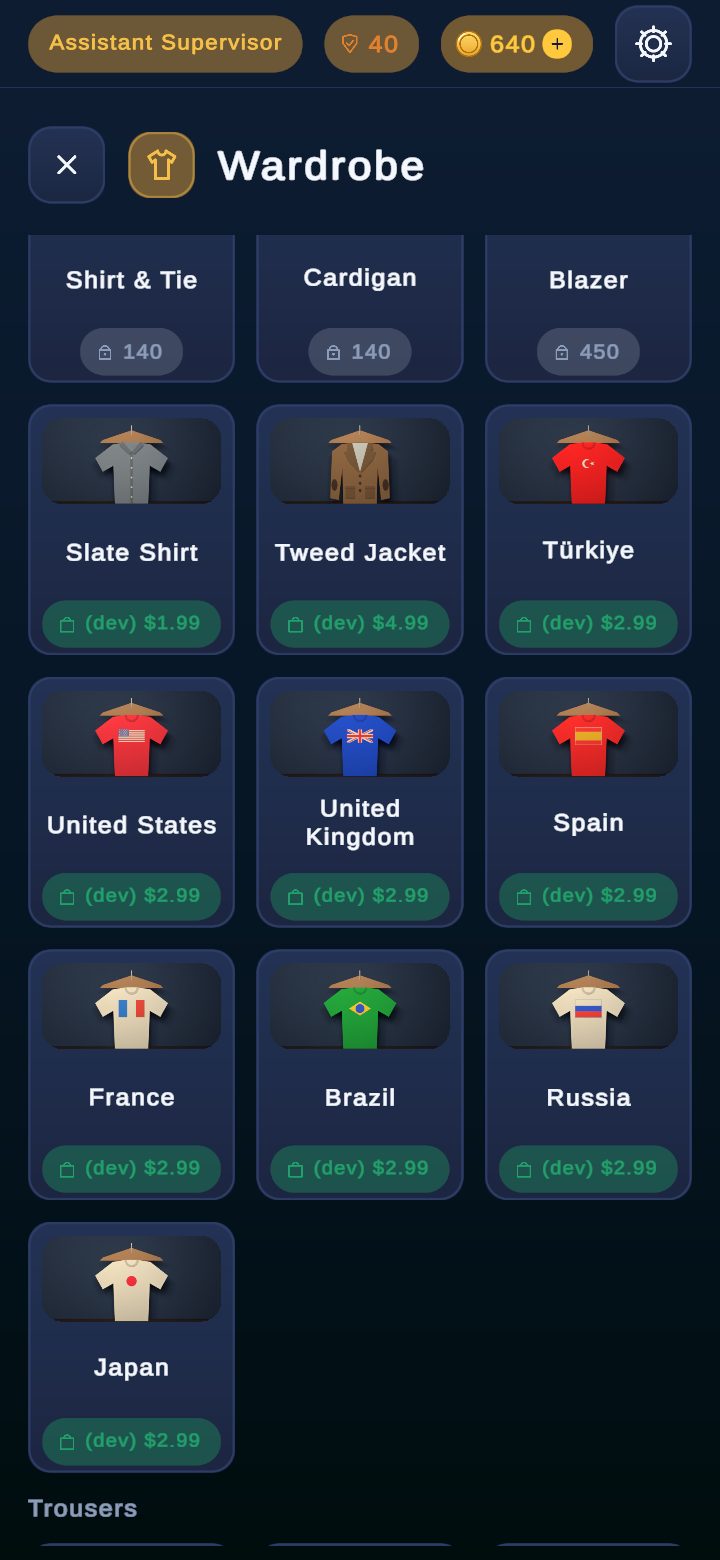 Assistant Supervisor 40 640 +
Wardrobe
Shirt & Tie Cardigan Blazer
140 140 450
Slate Shirt Tweed Jacket Türkiye
(dev) $1.99 (dev) $4.99 (dev) $2.99
United States United Kingdom Spain
(dev) $2.99 (dev) $2.99 (dev) $2.99
France Brazil Russia
(dev) $2.99 (dev) $2.99 (dev) $2.99
Japan
(dev) $2.99
Trousers